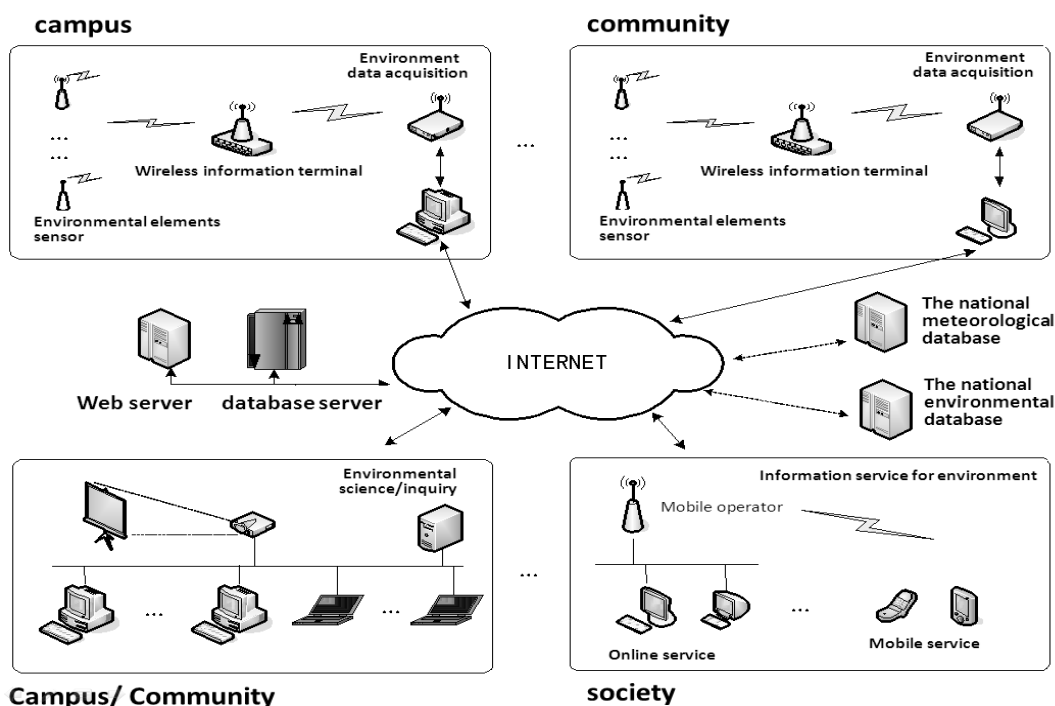 campus
Environment
data acquisition
...
...
Wireless information terminal
Environmental elements
sensor
...
community
Environment
data acquisition
...
...
Wireless information terminal
Environmental elements
sensor
INTERNET
Web server
database server
The national
meteorological
database
The national
environmental
database
Environmental
science/inquiry
...
...
Campus/ Community
...
Information service for environment
Mobile operator
...
Online service
Mobile service
society